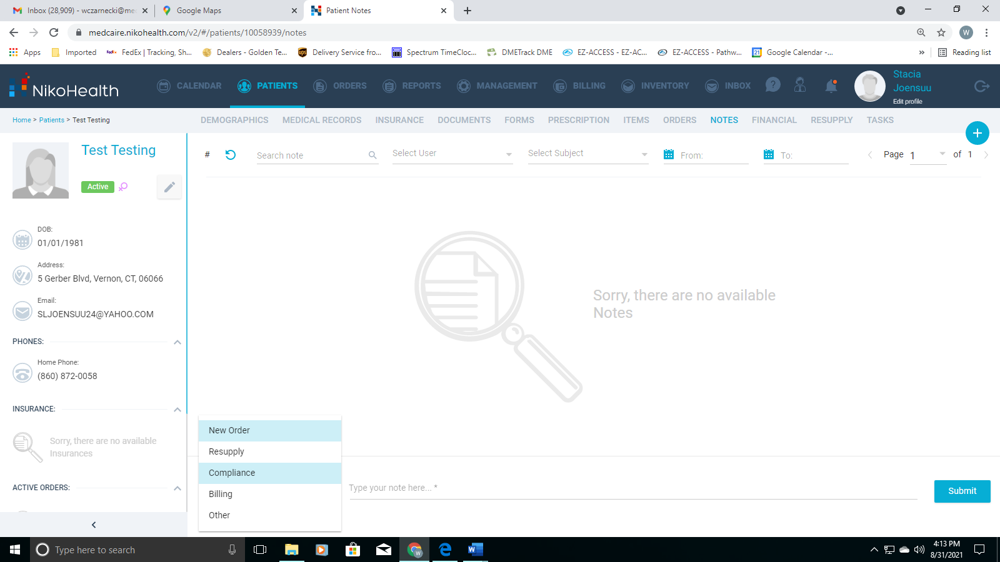 Inbox (28,909) - wczarnecki@me
Google Maps
Patient Notes
medcaire.nikohealth.com/v2/#/patients/10058939/notes
W
Apps
Imported
FedEx | Tracking, Sh...
Dealers - Golden Te...
Delivery Service fro...
Spectrum TimeCloc...
DMETrack DME
EZ-ACCESS - EZ-AC...
EZ-ACCESS - Pathw...
Google Calendar -...
»
Reading list
NikoHealth
CALENDAR
PATIENTS
ORDERS
REPORTS
MANAGEMENT
BILLING
INVENTORY
INBOX
Stacia
Joensuu
Edit profile
Home > Patients > Test Testing
DEMOGRAPHICS
MEDICAL RECORDS
INSURANCE
DOCUMENTS
FORMS
PRESCRIPTION
ITEMS
ORDERS
NOTES
FINANCIAL
RESUPPLY
TASKS
Test Testing
Active
#
Search note
Select User
Select Subject
From:
To:
Page 1 of 1
DOB:
01/01/1981
Address:
5 Gerber Blvd, Vernon, CT, 06066
Email:
SLJOENSUU24@YAHOO.COM
PHONES:
Home Phone:
(860) 872-0058
INSURANCE:
Sorry, there are no available
Insurances
ACTIVE ORDERS:
Sorry, there are no available
Notes
New Order
Resupply
Compliance
Billing
Other
Type your note here... *
Submit
Type here to search
4:13 PM
8/31/2021